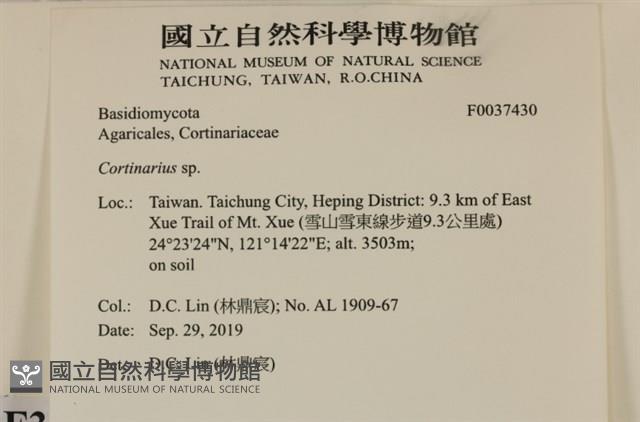 國立自然科學博物館
NATIONAL MUSEUM OF NATURAL SCIENCE
TAICHUNG, TAIWAN, R.O.CHINA
Basidiomycota F0037430
Agaricales, Cortinariaceae
Cortinarius sp.
Loc.: Taiwan. Taichung City, Heping District: 9.3 km of East
Xue Trail of Mt. Xue (雪山雪東線步道9.3公里處)
24°23'24"N, 121°14'22"E; alt. 3503m;
on soil
Col.: D.C. Lin (林鼎宸); No. AL 1909-67
Date: Sep. 29, 2019
D.C. Lin (林鼎宸)
國立自然科學博物館
NATIONAL MUSEUM OF NATURAL SCIENCE